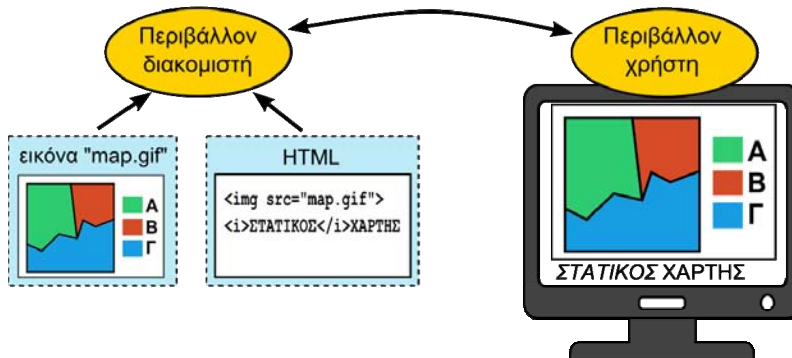 Περιβάλλον
διακομιστή
Περιβάλλον
χρήστη
εικόνα "map.gif"
Α
Β
Γ
HTML
<img src="map.gif">
<i>ΣΤΑΤΙΚΟΣ</i>ΧΑΡΤΗΣ
Α
Β
Γ
ΣΤΑΤΙΚΟΣ ΧΑΡΤΗΣ